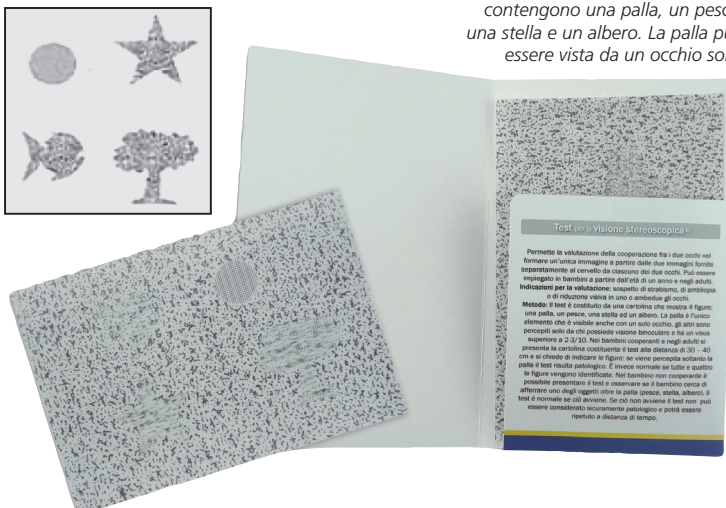 contengono una palla, un pesc
una stella e un albero. La palla pu
essere vista da un occhio sol
Test per la visione stereoscopica
Permette la valutazione della cooperazione fra i due occhi nel
formare un'unica immagine a partire dalle due immagini fornite
separatamente al cervello da ciascuno dei due occhi. Può essere
impiegato in bambini a partire dall'età di un anno e negli adulti.
Indicazioni per la valutazione: sospetto di strabismo, di ambliopia
o di riduzione visiva in uno o ambedue gli occhi.
Metodo: Il test è costituito da una cartolina che mostra 4 figure:
una palla, un pesce, una stella ed un albero. La palla è l'unico
elemento che è visibile anche con un solo occhio, gli altri sono
percepiti solo da chi possiede visione binoculare e ha un visus
superiore a 2-3/10. Nei bambini cooperanti e negli adulti si
presenta la cartolina costituente il test alla distanza di 30 - 40
cm e si chiede di indicare le figure: se viene percepita soltanto la
palla il test risulta patologico. È invece normale se tutte e quattro
le figure vengono identificate. Nel bambino non cooperante è
possibile presentare il test e osservare se il bambino cerca di
afferrare uno degli oggetti oltre la palla (pesce, stella, albero). Il
test è normale se ciò avviene. Se ciò non avviene il test non può
essere considerato sicuramente patologico e potrà essere
ripetuto a distanza di tempo.